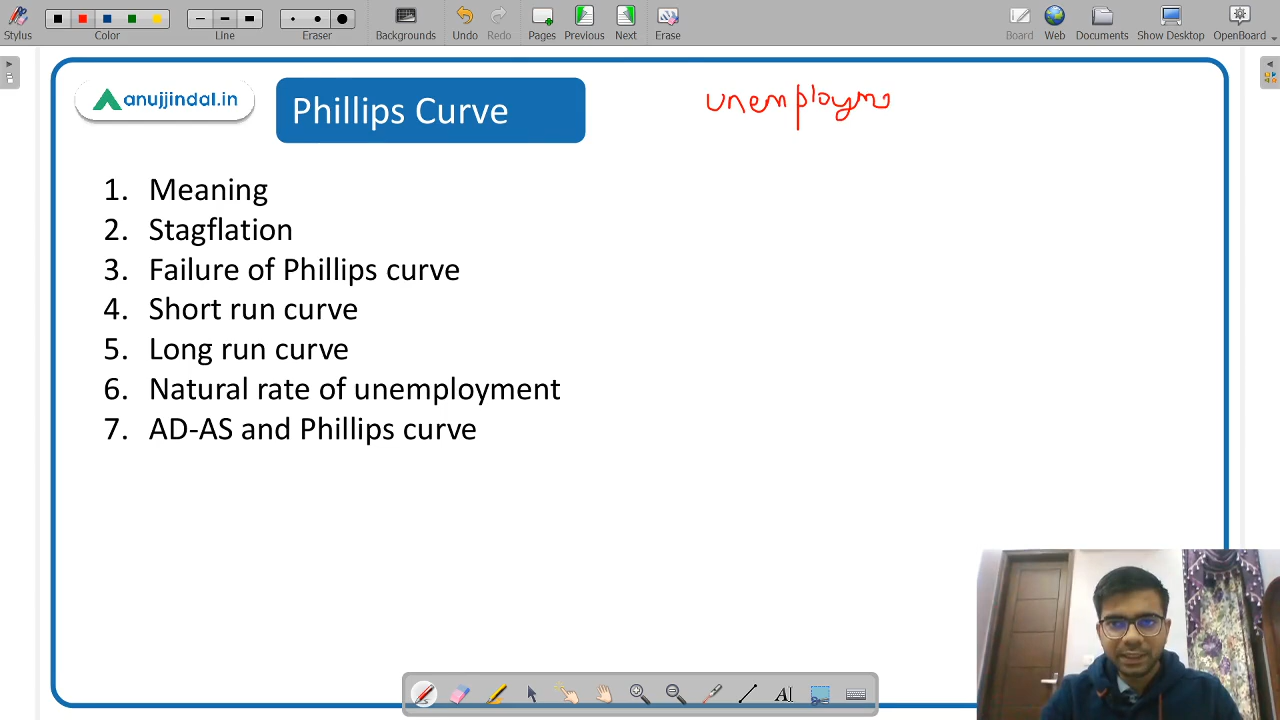 Stylus
Color
Line
Eraser
Backgrounds
Undo
Redo
Pages
Previous
Next
Erase
Board
Web
Documents
Show Desktop
OpenBoard
anujjindal.in
Phillips Curve
unemploym
1. Meaning
2. Stagflation
3. Failure of Phillips curve
4. Short run curve
5. Long run curve
6. Natural rate of unemployment
7. AD-AS and Phillips curve
AI